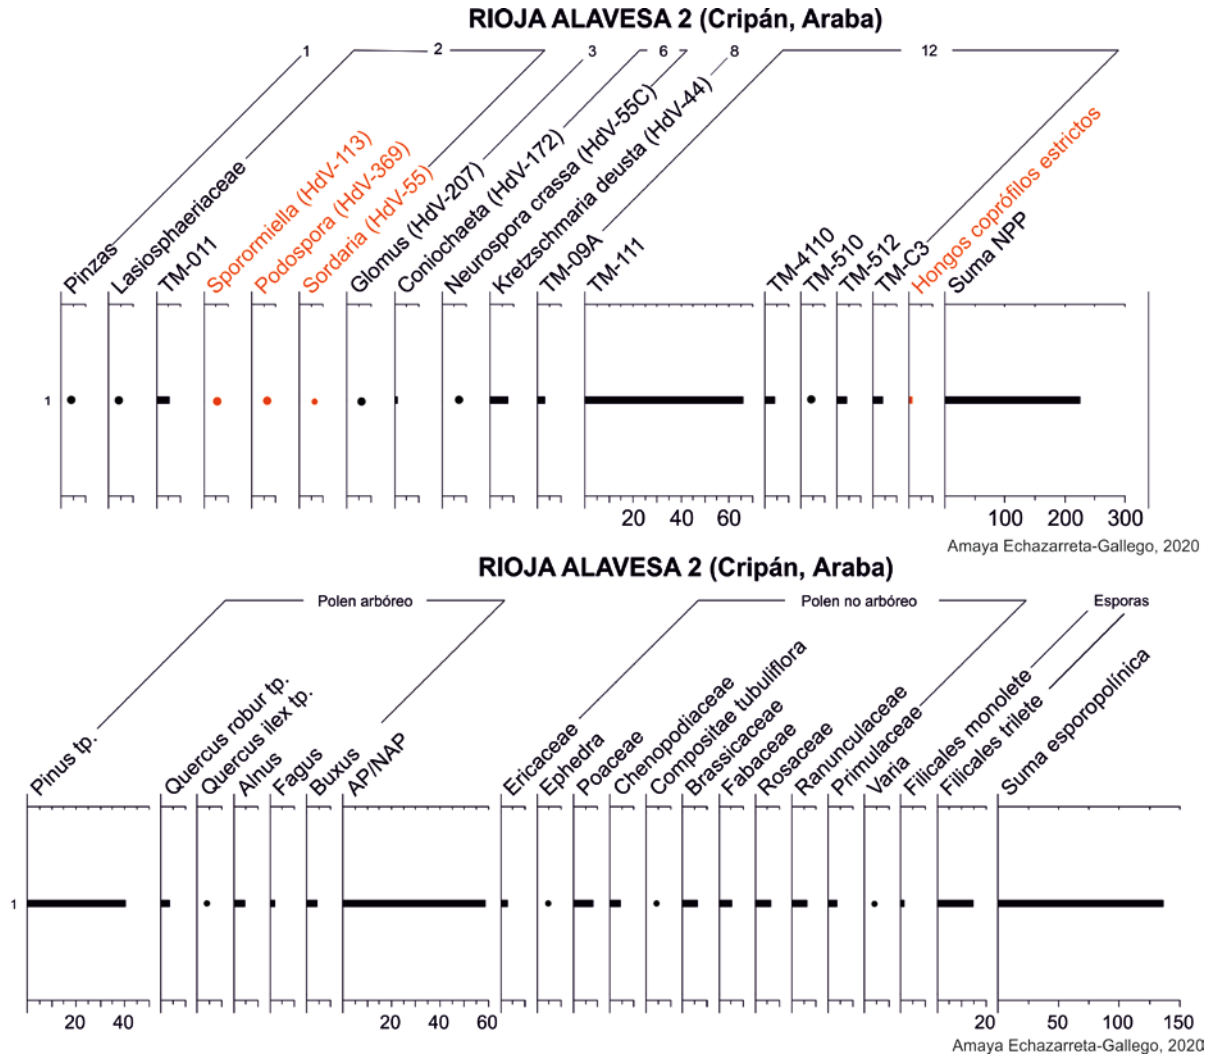 RIOJA ALAVESA 2 (Cripán, Araba)
1
2
3
6
8
12
Pinzas
Lasiosphaeriaceae
TM-011
Sporormiella (HdV-113)
Podospora (HdV-369)
Sordaria (HdV-55)
Glomus (HdV-207)
Coniochaeta (HdV-172)
Neurospora crassa (HdV-55C)
Kretzschmaria deusta (HdV-44)
TM-09A
TM-111
TM-4110
TM-510
TM-512
TM-C3
Hongos coprófilos estrictos
Suma NPP
1
20 40 60 100 200 300
Amaya Echazarreta-Gallego, 2020
RIOJA ALAVESA 2 (Cripán, Araba)
Polen arbóreo
Polen no arbóreo
Esporas
Pinus tp.
Quercus robur tp.
Quercus ilex tp.
Alnus
Fagus
Buxus
AP/NAP
Ericaceae
Ephedra
Poaceae
Chenopodiaceae
Compositae tubuliflora
Brassicaceae
Fabaceae
Rosaceae
Ranunculaceae
Primulaceae
Varia
Filicales monolete
Filicales trilete
Suma esporopolínica
1
20 40 20 40 60 20 50 100 150
Amaya Echazarreta-Gallego, 2020